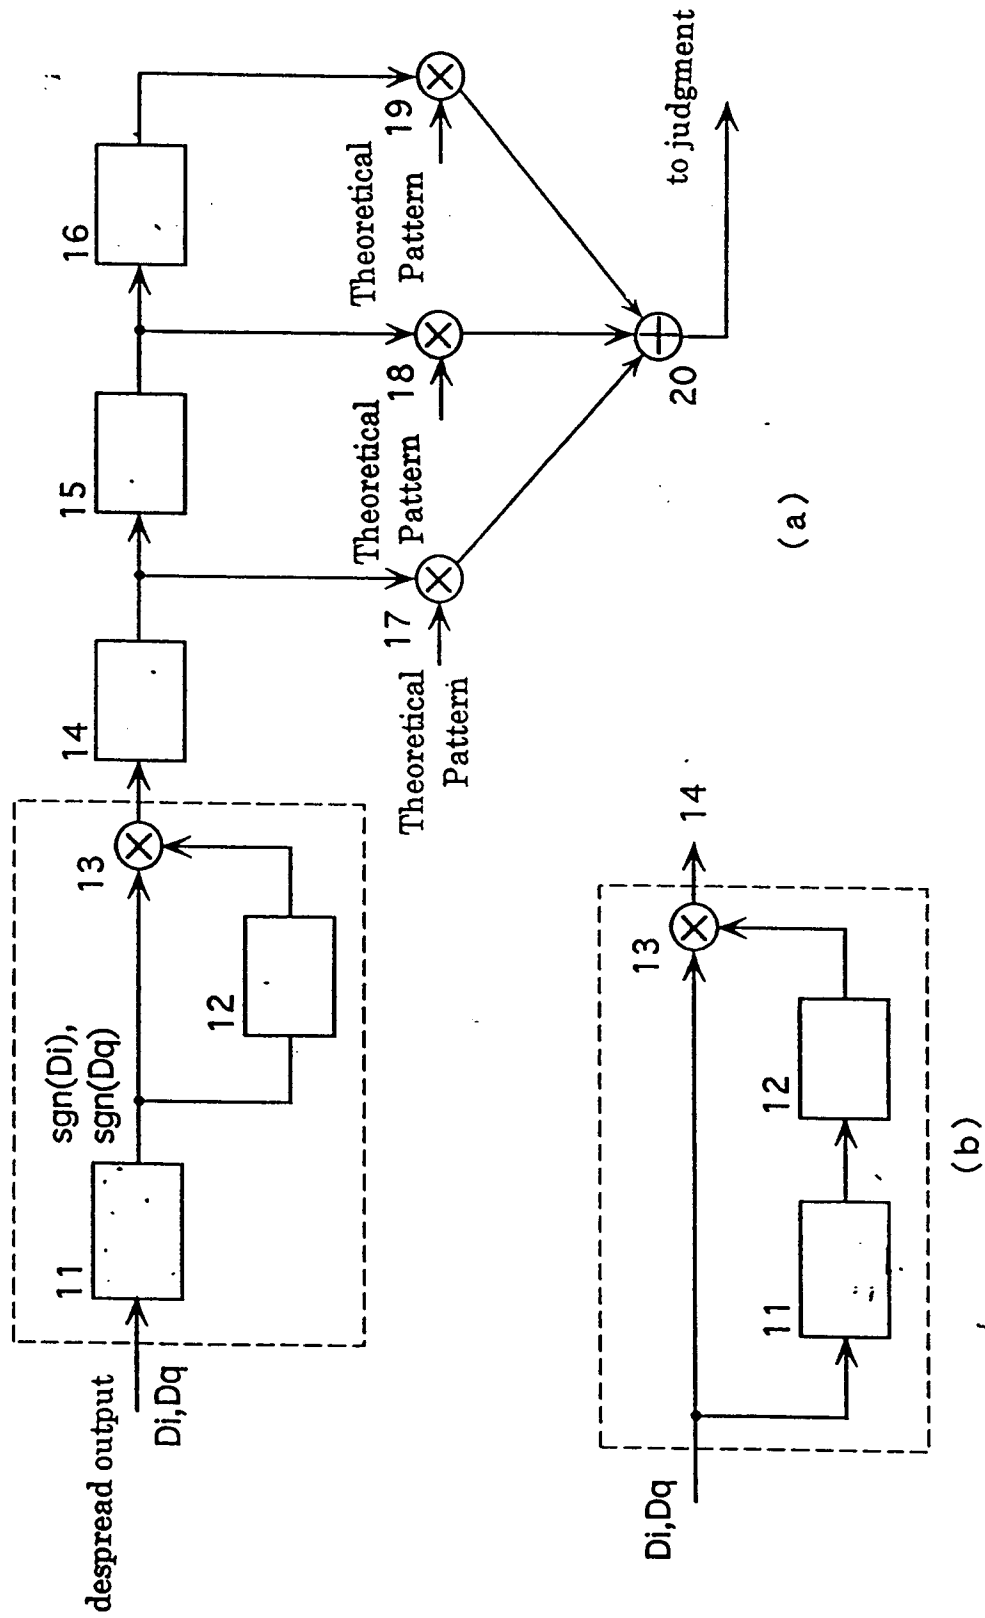 despread output
Di,Dq
11
sgn(Di),
sgn(Dq)
12
13
14
15
16
Theoretical
Pattern
17
Theoretical
Pattern
18
Theoretical
Pattern
19
20
to judgment
(a)
Di,Dq
11
12
13
14
(b)